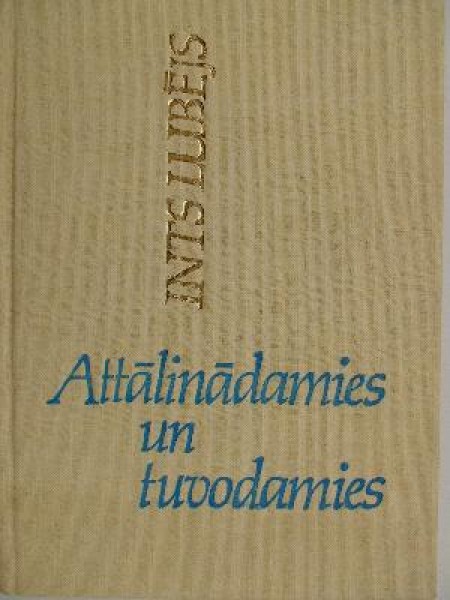 INTS LUBĒJS
Attālinādamies
un
tuvodamies